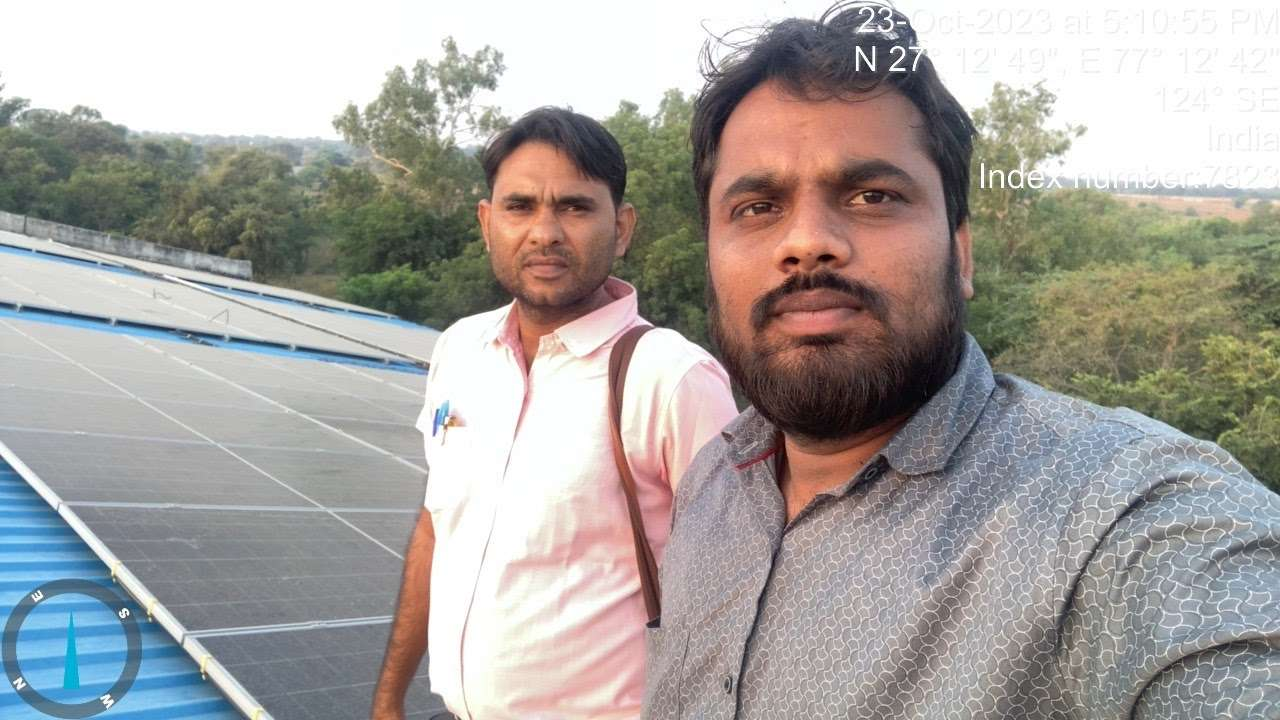 23-Oct-2023 at 5:10:55 PM
N 27° 12' 49", E 77° 12' 42"
124° SE
India
Index number:7823
E
S
N
W